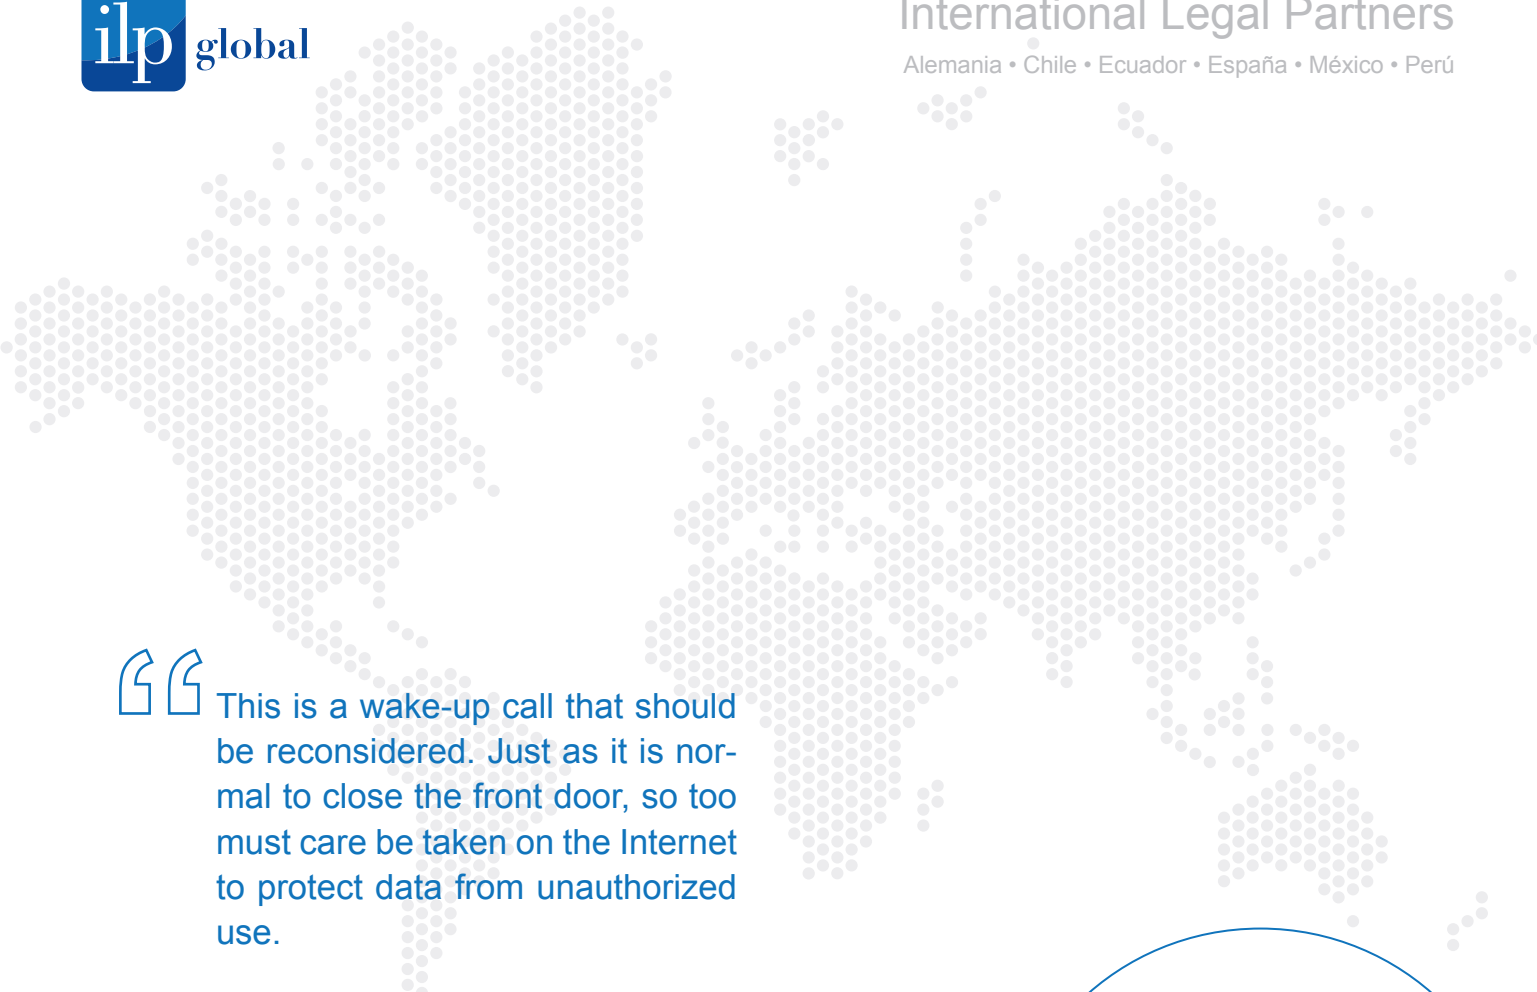 ilp global
International Legal Partners
Alemania • Chile • Ecuador • España • México • Perú
“
This is a wake-up call that should
be reconsidered. Just as it is nor-
mal to close the front door, so too
must care be taken on the Internet
to protect data from unauthorized
use.